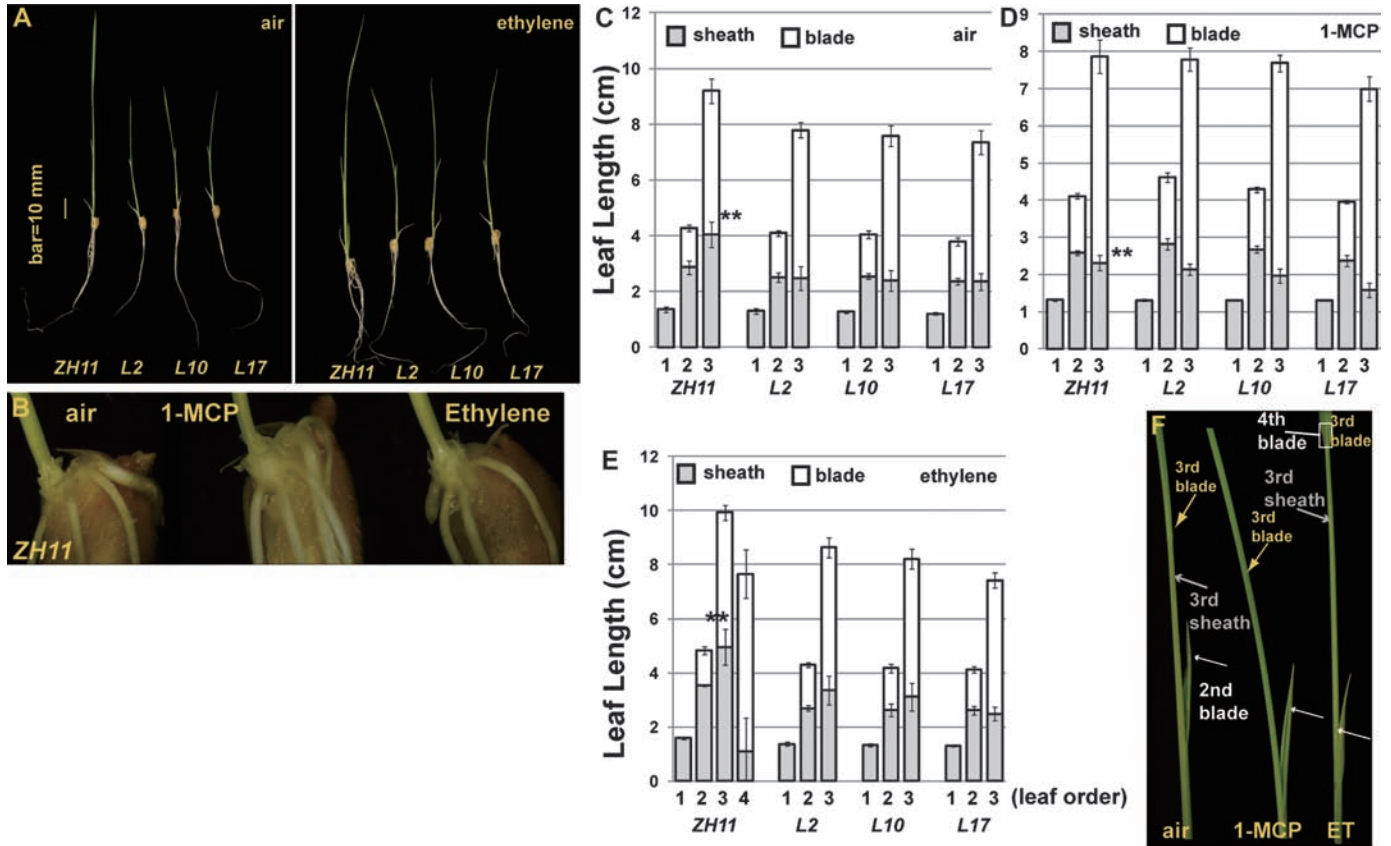 A
air
ethylene
bar=10 mm
ZH11 L2 L10 L17
ZH11 L2 L10 L17
B
air 1-MCP Ethylene
ZH11
C
sheath blade air
Leaf Length (cm)
12
10
8
6
4
2
0
**
1 2 3 1 2 3 1 2 3 1 2 3
ZH11 L2 L10 L17
D
sheath blade 1-MCP
9
8
7
6
5
4
3
2
1
0
**
1 2 3 1 2 3 1 2 3 1 2 3
ZH11 L2 L10 L17
E
sheath blade ethylene
Leaf Length (cm)
12
10
8
6
4
2
0
**
1 2 3 4 1 2 3 1 2 3 1 2 3 (leaf order)
ZH11 L2 L10 L17
F
4th
blade
3rd
blade
3rd
blade
3rd
sheath
3rd
blade
3rd
sheath
2nd
blade
air 1-MCP ET